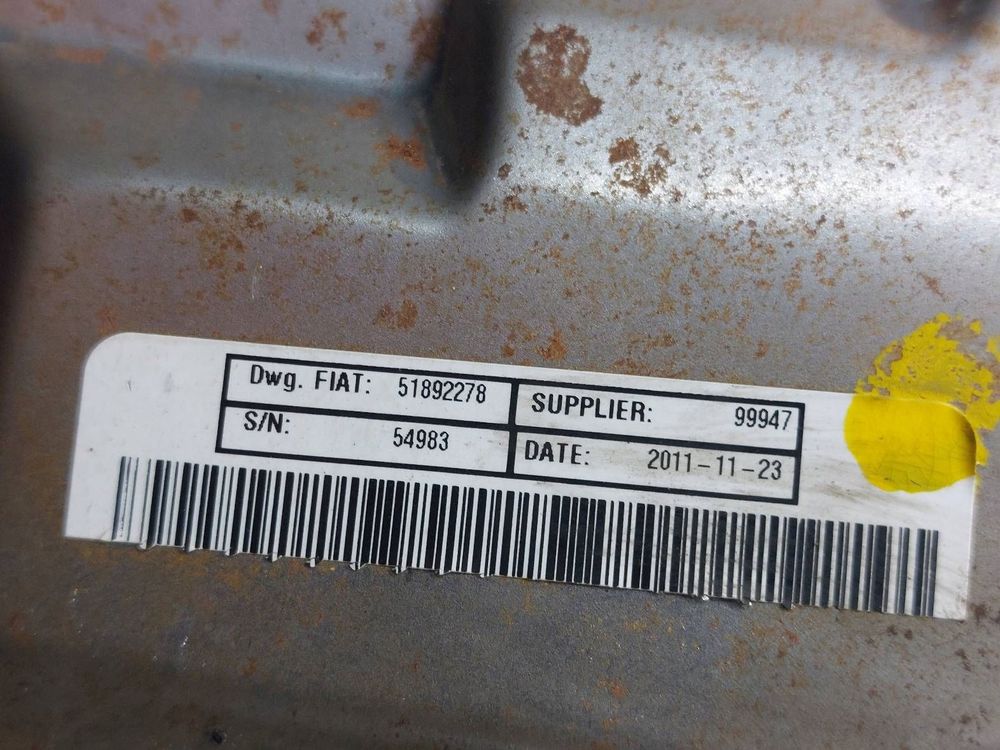 Dwg. FIAT: 51892278
SUPPLIER: 99947
S/N: 54983
DATE: 2011-11-23